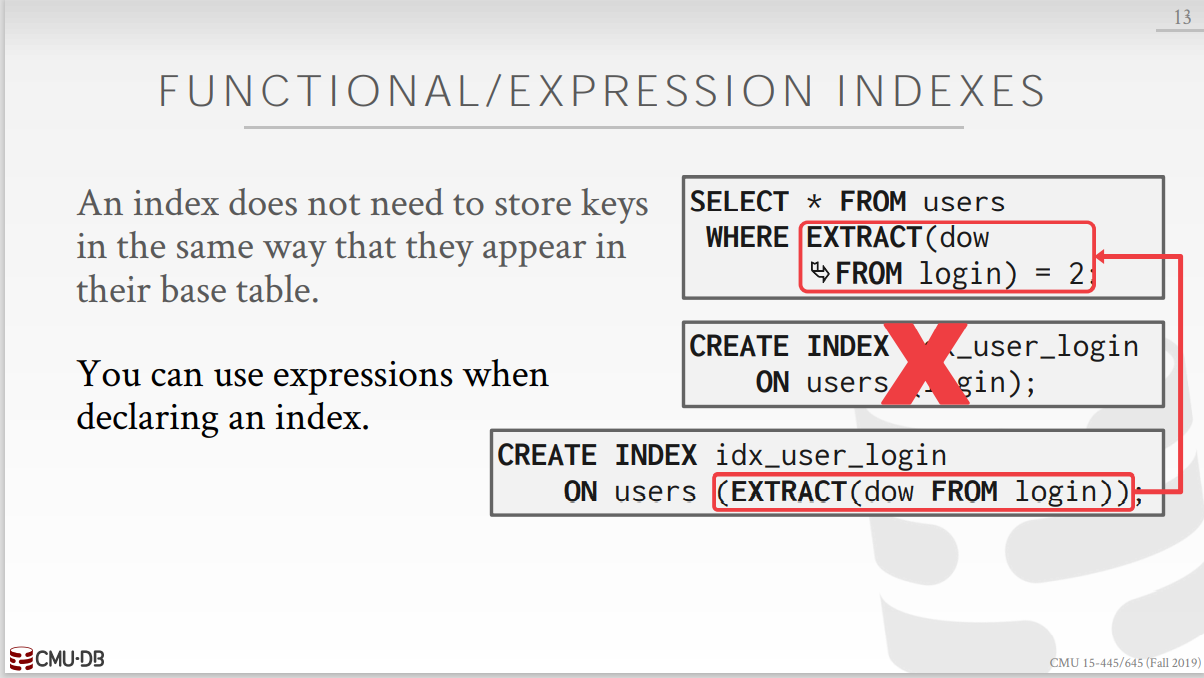 13
FUNCTIONAL/EXPRESSION INDEXES
An index does not need to store keys
in the same way that they appear in
their base table.
You can use expressions when
declaring an index.
SELECT * FROM users
WHERE EXTRACT(dow
↳FROM login) = 2;
CREATE INDEX x_user_login
ON users (login);
CREATE INDEX idx_user_login
ON users (EXTRACT(dow FROM login));
CMU·DB
CMU 15-445/645 (Fall 2019)